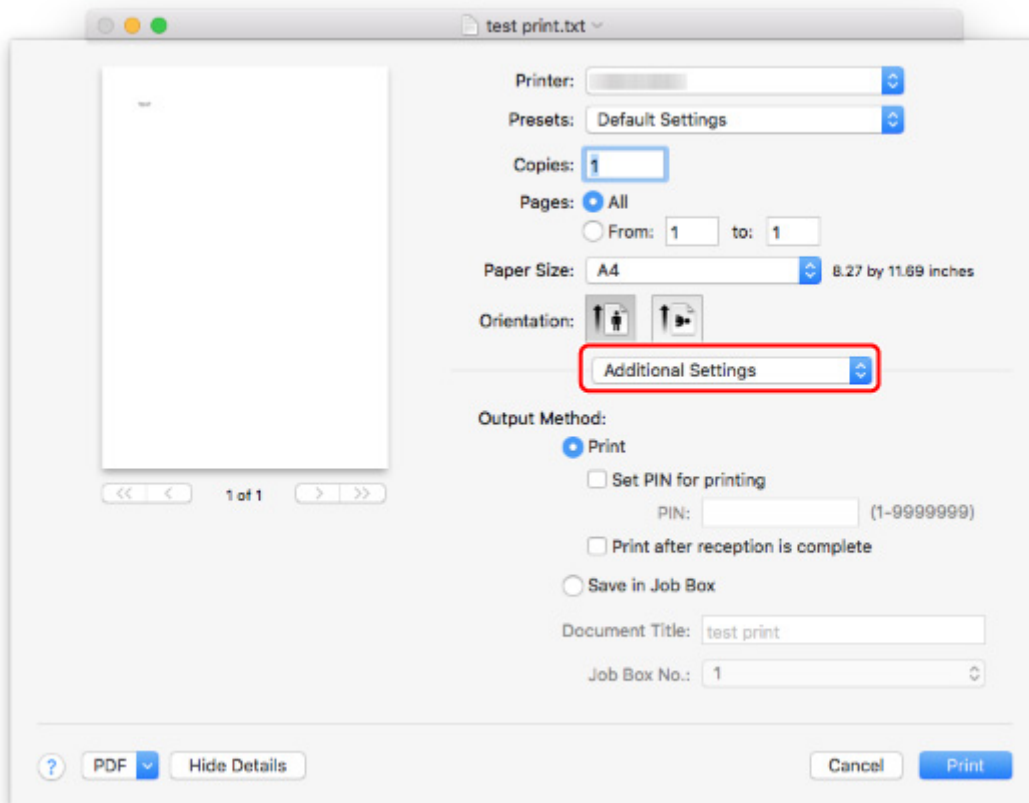 test print.txt
Printer:
Presets: Default Settings
Copies: 1
Pages: All
From: 1 to: 1
Paper Size: A4 8.27 by 11.69 inches
Orientation:
Additional Settings
Output Method:
Print
Set PIN for printing
PIN: (1-9999999)
Print after reception is complete
Save in Job Box
Document Title: test print
Job Box No.: 1
1 of 1
? PDF Hide Details Cancel Print